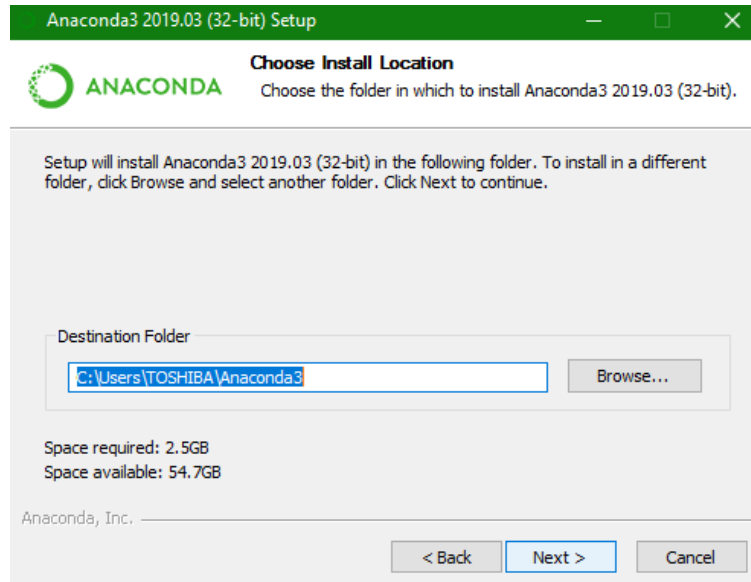 Anaconda3 2019.03 (32-bit) Setup
ANACONDA
Choose Install Location
Choose the folder in which to install Anaconda3 2019.03 (32-bit).
Setup will install Anaconda3 2019.03 (32-bit) in the following folder. To install in a different
folder, click Browse and select another folder. Click Next to continue.
Destination Folder
C:\Users\TOSHIBA\Anaconda3
Browse...
Space required: 2.5GB
Space available: 54.7GB
Anaconda, Inc.
< Back
Next >
Cancel